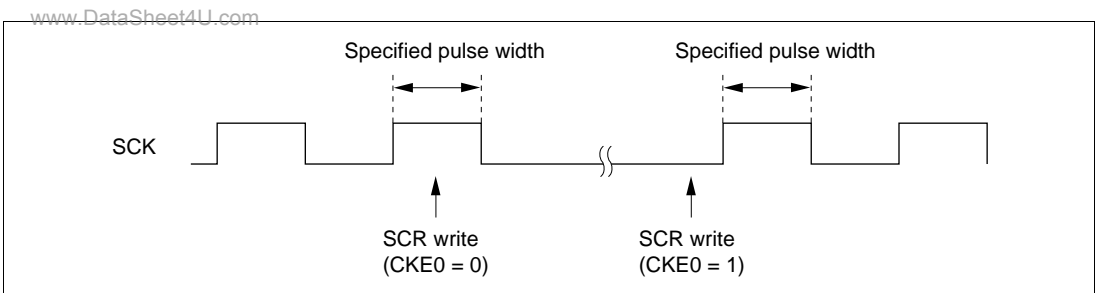 www.DataSheet4U.com
Specified pulse width
Specified pulse width
SCK
SCR write
(CKE0 = 0)
SCR write
(CKE0 = 1)